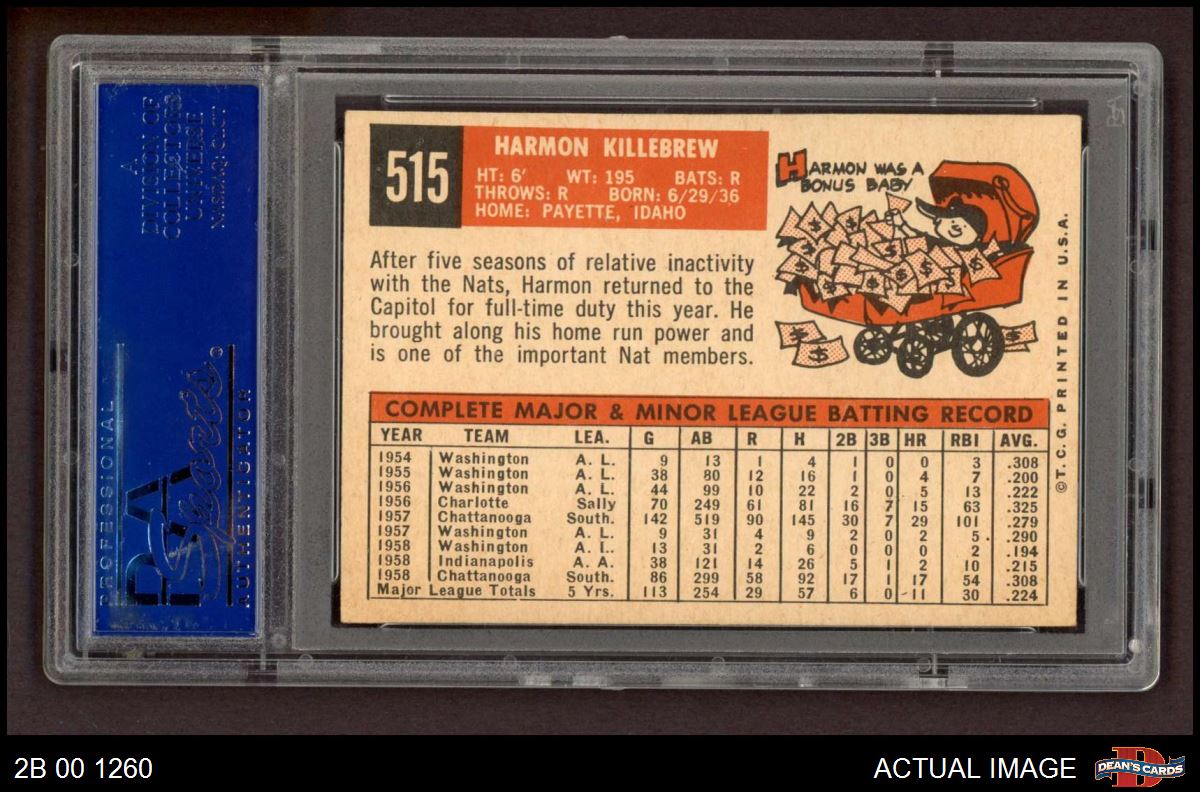 A
DIVISION OF
COLLECTORS
UNIVERSE
NASDAQ: CLCT
PROFESSIONAL
PSA
Sports
AUTHENTICATOR
515
HARMON KILLEBREW
HT: 6' WT: 195 BATS: R
THROWS: R BORN: 6/29/36
HOME: PAYETTE, IDAHO
HARMON WAS A
BONUS BABY
After five seasons of relative inactivity
with the Nats, Harmon returned to the
Capitol for full-time duty this year. He
brought along his home run power and
is one of the important Nat members.
COMPLETE MAJOR & MINOR LEAGUE BATTING RECORD
YEAR TEAM LEA. G AB R H 2B 3B HR RBI AVG.
1954 Washington A. L. 9 13 1 4 1 0 0 3 .308
1955 Washington A. L. 38 80 12 16 1 0 4 7 .200
1956 Washington A. L. 44 99 10 22 2 0 5 13 .222
1956 Charlotte Sally 70 249 61 81 16 7 15 63 .325
1957 Chattanooga South. 142 519 90 145 30 7 29 101 .279
1957 Washington A. L. 9 31 4 9 2 0 2 5 .290
1958 Washington A. L. 13 31 2 6 0 0 0 2 .194
1958 Indianapolis A. A. 38 121 14 26 5 1 2 10 .215
1958 Chattanooga South. 86 299 58 92 17 1 17 54 .308
Major League Totals 5 Yrs. 113 254 29 57 6 0 11 30 .224
© T. C. G. PRINTED IN U. S. A.
2B 00 1260
ACTUAL IMAGE
DEAN'S CARDS